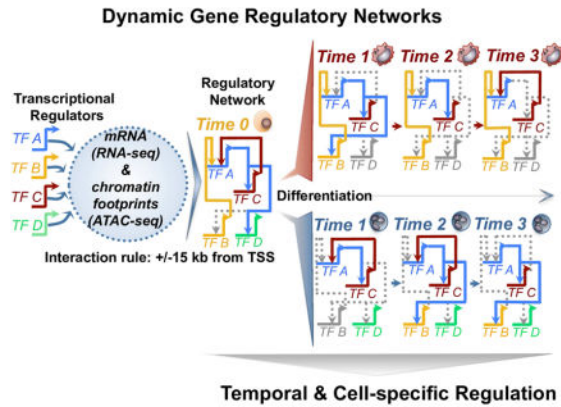 Dynamic Gene Regulatory Networks
Transcriptional
Regulators
TF A
TF B
TF C
TF D
mRNA
(RNA-seq)
&
chromatin
footprints
(ATAC-seq)
Interaction rule: +/-15 kb from TSS
Regulatory
Network
Time 0
TF A
TF C
TF B
TF D
Time 1
TF A
TF C
TF B
TF D
Time 2
TF A
TF C
TF B
TF D
Time 3
TF A
TF C
TF B
TF D
Differentiation
Time 1
TF A
TF C
TF B
TF D
Time 2
TF A
TF C
TF B
TF D
Time 3
TF A
TF C
TF B
TF D
Temporal & Cell-specific Regulation